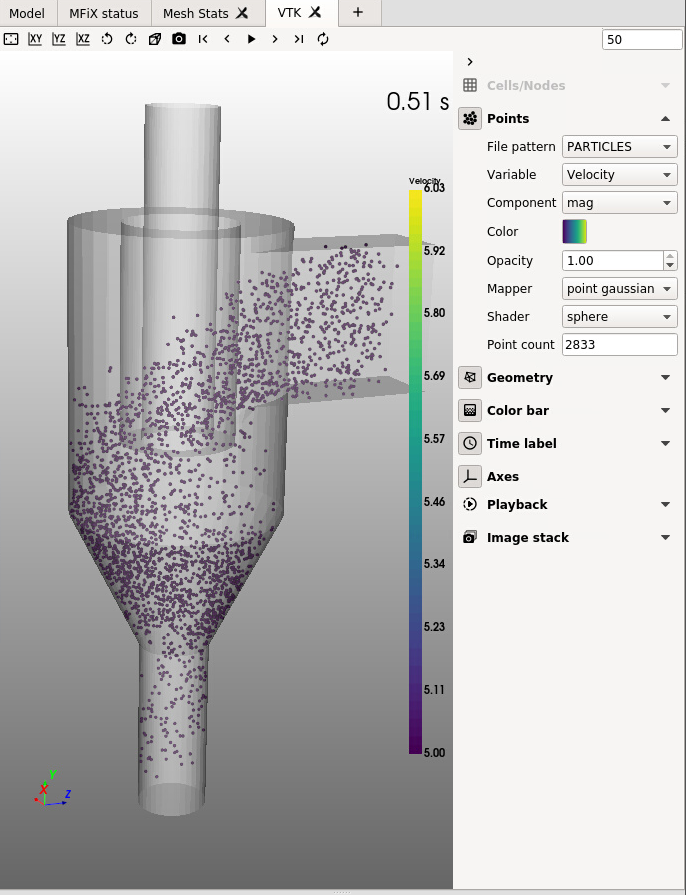 Model MFiX status Mesh Stats VTK +
XY YZ XZ 50
0.51 s
Velocity
6.03
5.92
5.80
5.69
5.57
5.46
5.34
5.23
5.11
5.00
Y
X
Z
Cells/Nodes
Points
File pattern PARTICLES
Variable Velocity
Component mag
Color
Opacity 1.00
Mapper point gaussian
Shader sphere
Point count 2833
Geometry
Color bar
Time label
Axes
Playback
Image stack